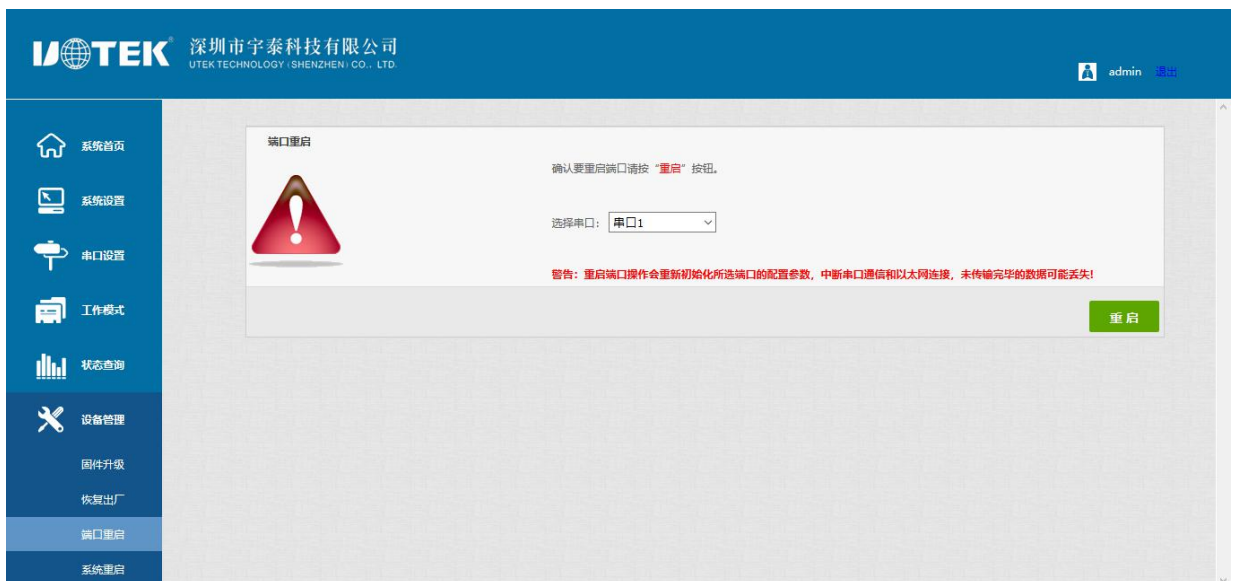 UTEK® 深圳市宇泰科技有限公司
UTEK TECHNOLOGY (SHENZHEN) CO., LTD.
admin 退出
系统首页
系统设置
串口设置
工作模式
状态查询
设备管理
固件升级
恢复出厂
端口重启
系统重启
端口重启
确认要重启端口请按“重启”按钮。
选择串口: 串口1
警告：重启端口操作会重新初始化所选端口的配置参数，中断串口通信和以太网连接，未传输完毕的数据可能丢失!
重启